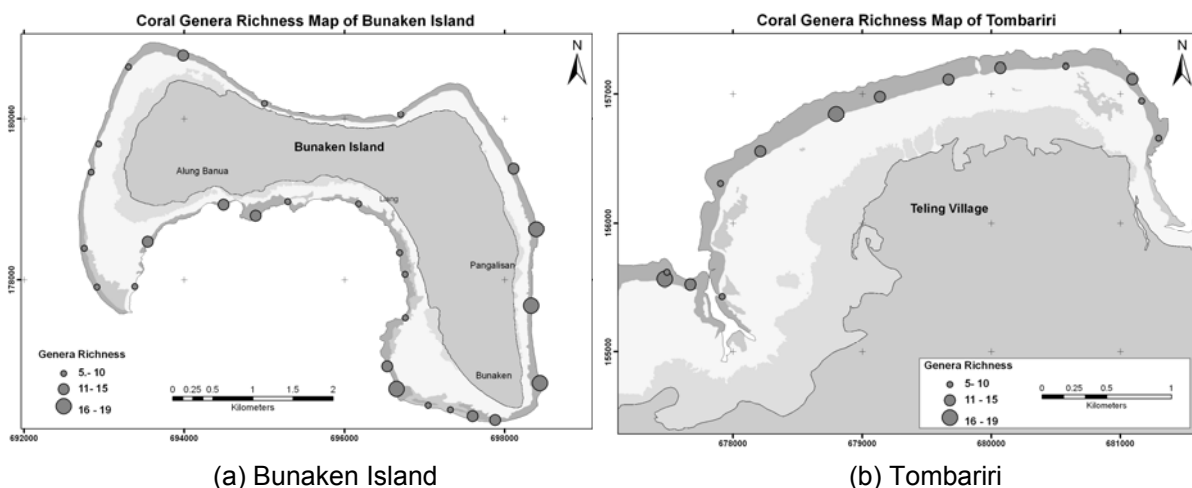 Coral Genera Richness Map of Bunaken Island
N
180000
178000
Bunaken Island
Alung Banua
Liang
Pangalisan
Bunaken
Genera Richness
5.- 10
11- 15
16 - 19
0 0.25 0.5 1 1.5 2
Kilometers
692000 694000 696000 698000
(a) Bunaken Island
Coral Genera Richness Map of Tombariri
N
157000
156000
155000
Teling Village
Genera Richness
5- 10
11 - 15
16 - 19
0 0.25 0.5 1
Kilometers
678000 679000 680000 681000
(b) Tombariri